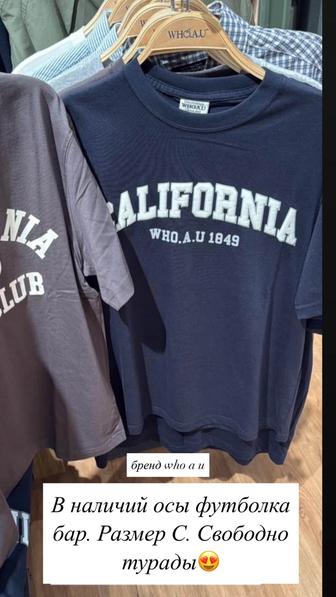 WHO.A.U
WHO.A.U
CALIFORNIA
WHO.A.U 1849
NIA
CLUB
бренд who a u
В наличий осы футболка
бар. Размер С. Свободно
турады😍